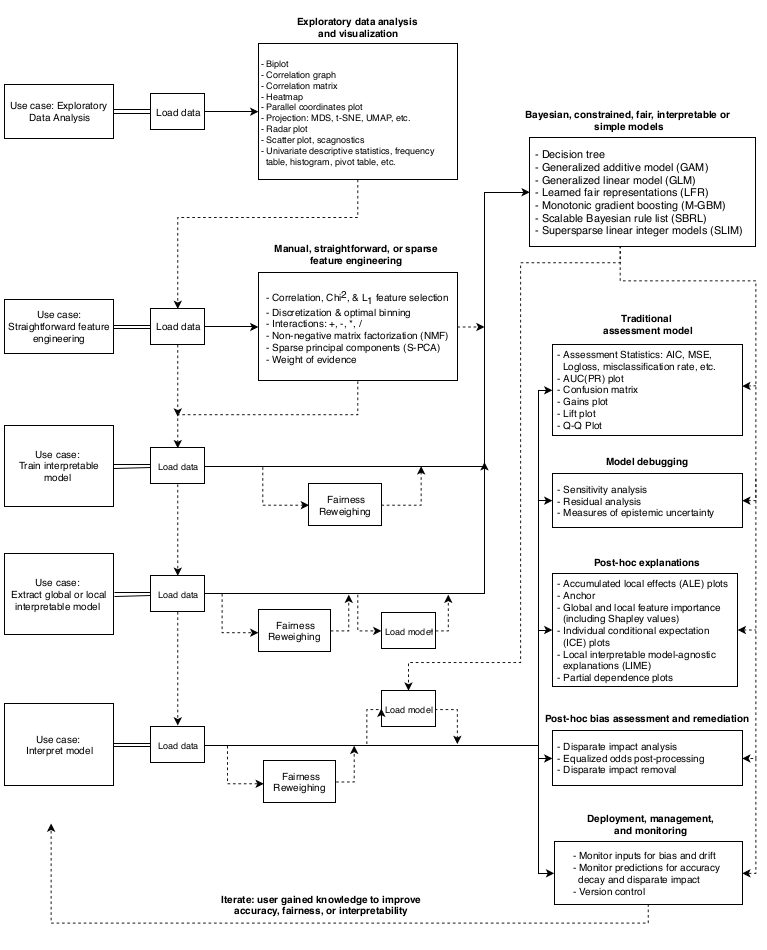 Exploratory data analysis
and visualization
- Biplot
- Correlation graph
- Correlation matrix
- Heatmap
- Parallel coordinates plot
- Projection: MDS, t-SNE, UMAP, etc.
- Radar plot
- Scatter plot, scagnostics
- Univariate descriptive statistics, frequency
table, histogram, pivot table, etc.
Use case: Exploratory
Data Analysis
Load data
Bayesian, constrained, fair, interpretable or
simple models
- Decision tree
- Generalized additive model (GAM)
- Generalized linear model (GLM)
- Learned fair representations (LFR)
- Monotonic gradient boosting (M-GBM)
- Scalable Bayesian rule list (SBRL)
- Supersparse linear integer models (SLIM)
Manual, straightforward, or sparse
feature engineering
- Correlation, Chi², & L₁ feature selection
- Discretization & optimal binning
- Interactions: +, -, *, /
- Non-negative matrix factorization (NMF)
- Sparse principal components (S-PCA)
- Weight of evidence
Use case:
Straightforward feature
engineering
Load data
Traditional
assessment model
- Assessment Statistics: AIC, MSE,
Logloss, misclassification rate, etc.
- AUC(PR) plot
- Confusion matrix
- Gains plot
- Lift plot
- Q-Q Plot
Use case:
Train interpretable
model
Load data
Fairness
Reweighing
Model debugging
- Sensitivity analysis
- Residual analysis
- Measures of epistemic uncertainty
Use case:
Extract global or local
interpretable model
Load data
Fairness
Reweighing
Load model
Post-hoc explanations
- Accumulated local effects (ALE) plots
- Anchor
- Global and local feature importance
(including Shapley values)
- Individual conditional expectation
(ICE) plots
- Local interpretable model-agnostic
explanations (LIME)
- Partial dependence plots
Use case:
Interpret model
Load data
Load model
Fairness
Reweighing
Post-hoc bias assessment and remediation
- Disparate impact analysis
- Equalized odds post-processing
- Disparate impact removal
Deployment, management,
and monitoring
- Monitor inputs for bias and drift
- Monitor predictions for accuracy
decay and disparate impact
- Version control
Iterate: user gained knowledge to improve
accuracy, fairness, or interpretability